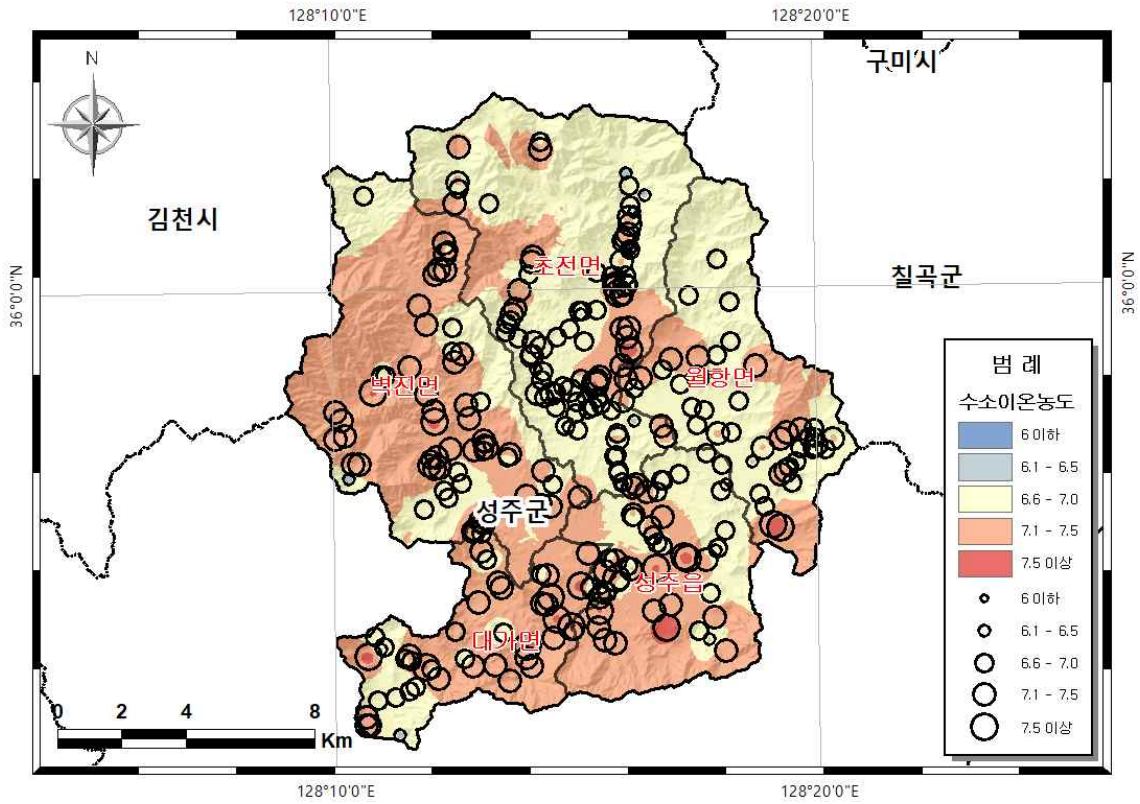 128°10'0"E
128°20'0"E
N
구미시
김천시
칠곡군
36°0'0"N
36°0'0"N
초전면
월항면
벽진면
성주군
성주읍
대가면
범 례
수소이온농도
6 이하
6.1 - 6.5
6.6 - 7.0
7.1 - 7.5
7.5 이상
6 이하
6.1 - 6.5
6.6 - 7.0
7.1 - 7.5
7.5 이상
0 2 4 8
Km
128°10'0"E
128°20'0"E